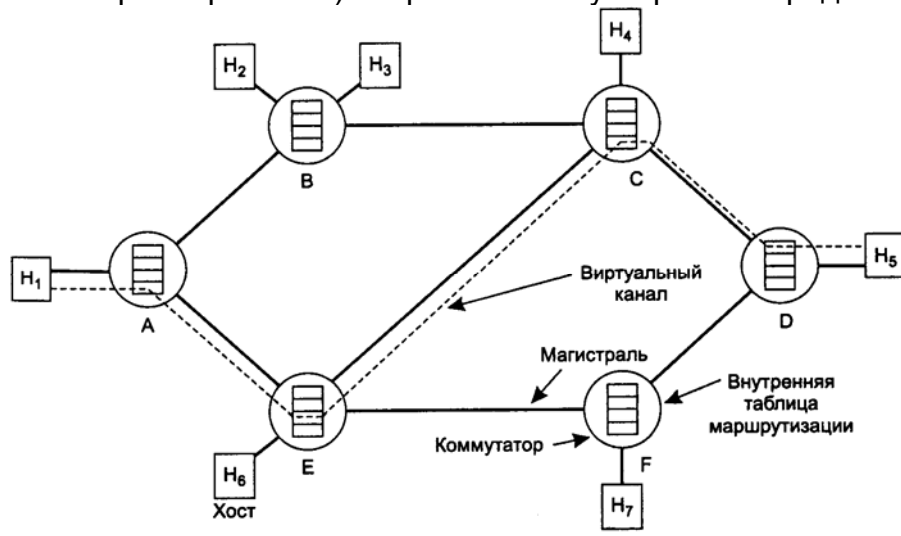 H₂
H₃
H₄
B
C
H₁
A
Виртуальный
канал
H₅
D
Магистраль
Внутренняя
таблица
маршрутизации
Коммутатор
E
F
H₆
Хост
H₇